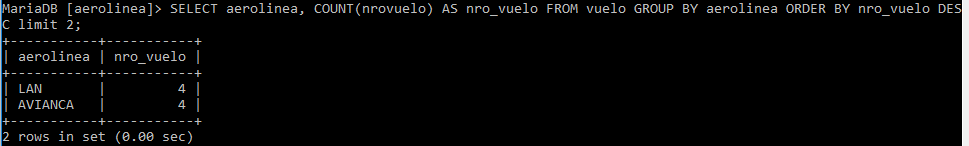 MariaDB [aerolinea]> SELECT aerolinea, COUNT(nrovuelo) AS nro_vuelo FROM vuelo GROUP BY aerolinea ORDER BY nro_vuelo DES
C limit 2;
+-----------+-----------+
| aerolinea | nro_vuelo |
+-----------+-----------+
| LAN       |         4 |
| AVIANCA   |         4 |
+-----------+-----------+
2 rows in set (0.00 sec)